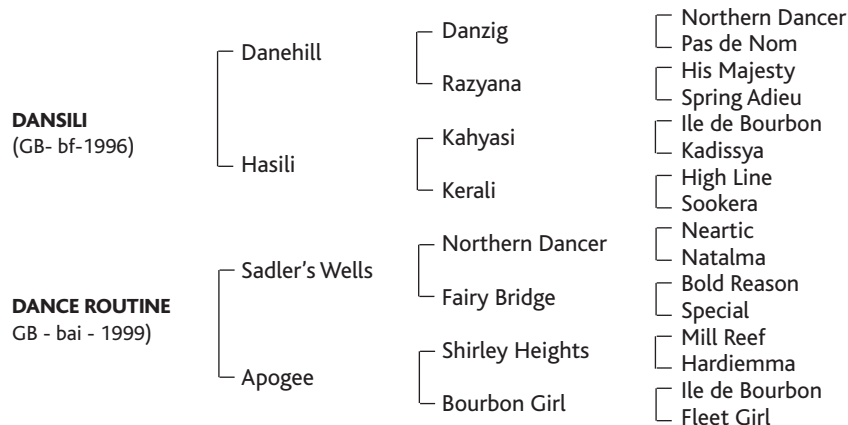 DANSILI
(GB- bf-1996)
Danehill
Hasili
Danzig
Razyana
Kahyasi
Kerali
Northern Dancer
Pas de Nom
His Majesty
Spring Adieu
Ile de Bourbon
Kadissya
High Line
Sookera
DANCE ROUTINE
GB - bai - 1999)
Sadler's Wells
Apogee
Northern Dancer
Fairy Bridge
Shirley Heights
Bourbon Girl
Neartic
Natalma
Bold Reason
Special
Mill Reef
Hardiemma
Ile de Bourbon
Fleet Girl